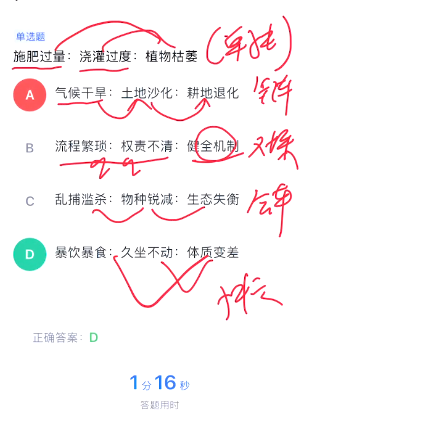 单选题
施肥过量：浇灌过度：植物枯萎
A 气候干旱：土地沙化：耕地退化
B 流程繁琐：权责不清：健全机制
C 乱捕滥杀：物种锐减：生态失衡
D 暴饮暴食：久坐不动：体质变差
正确答案：D
1分16秒
答题用时